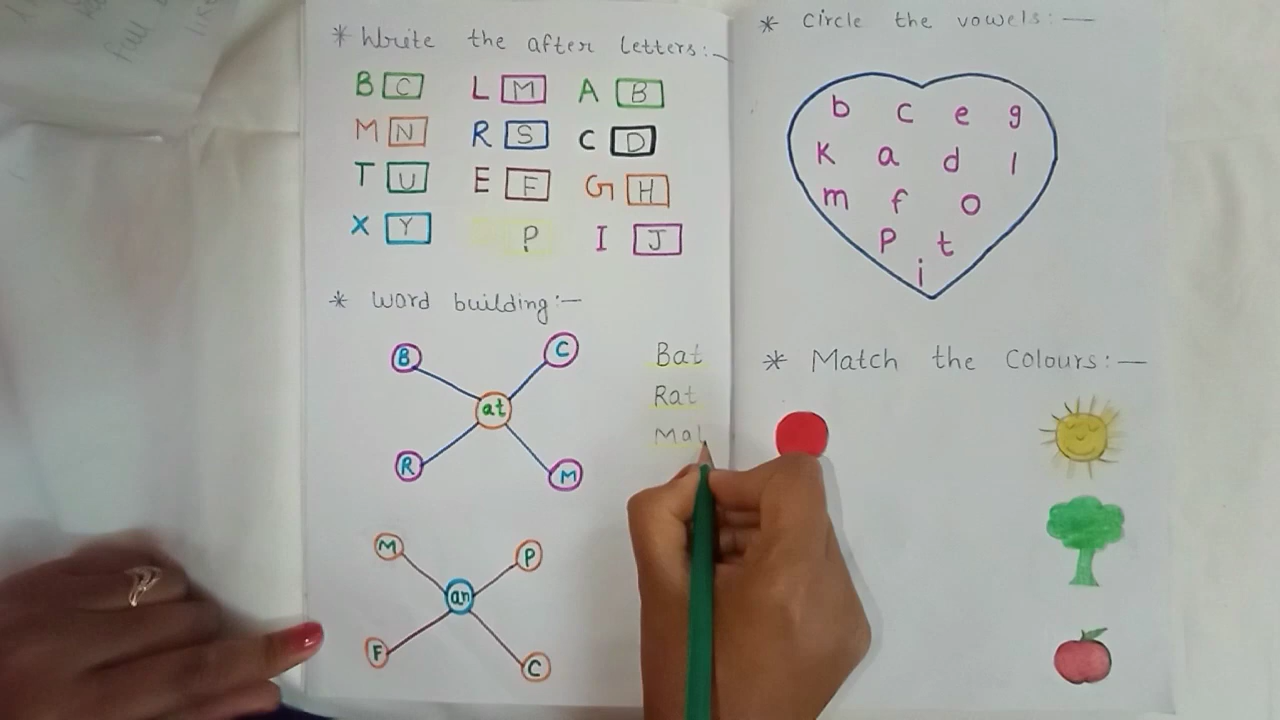 * Write the after letters:-
B C L M A B
M N R S C D
T U E F G H
X Y P I J
* Word building:-
B C
at
R M
Bat
Rat
Mat
M P
an
F C
* Circle the vowels:-
b c e g
k a d l
m f o
p t
i
* Match the Colours:-